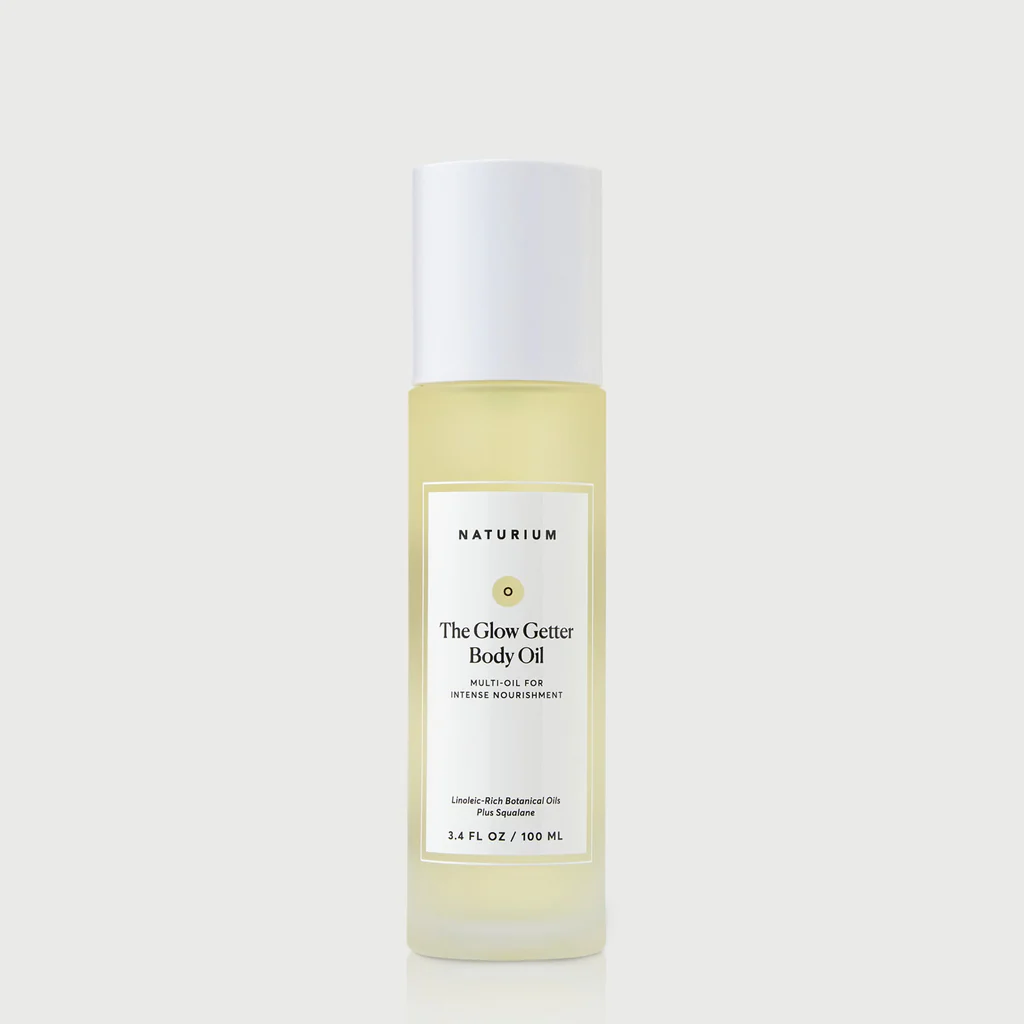 NATURIUM
O
The Glow Getter
Body Oil
MULTI-OIL FOR
INTENSE NOURISHMENT
Linoleic-Rich Botanical Oils
Plus Squalane
3.4 FL OZ / 100 ML